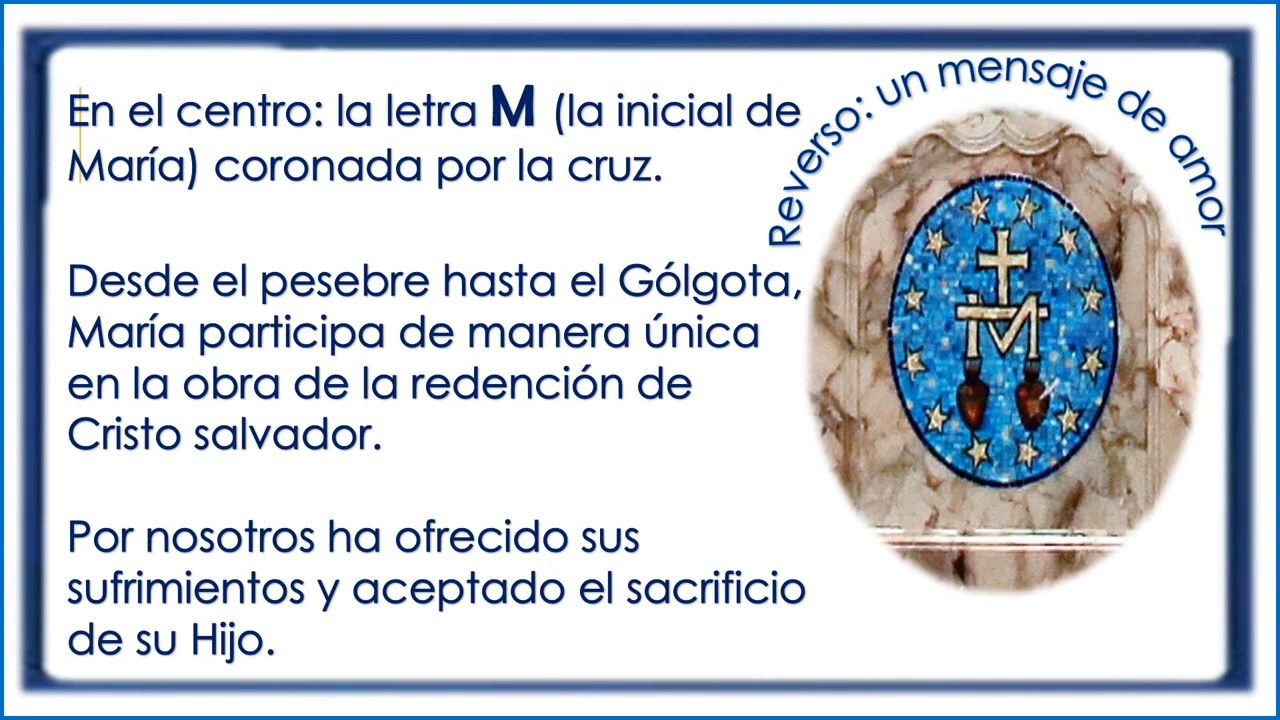 En el centro: la letra M (la inicial de
María) coronada por la cruz.
Desde el pesebre hasta el Gólgota,
María participa de manera única
en la obra de la redención de
Cristo salvador.
Por nosotros ha ofrecido sus
sufrimientos y aceptado el sacrificio
de su Hijo.
Reverso: un mensaje de amor
M